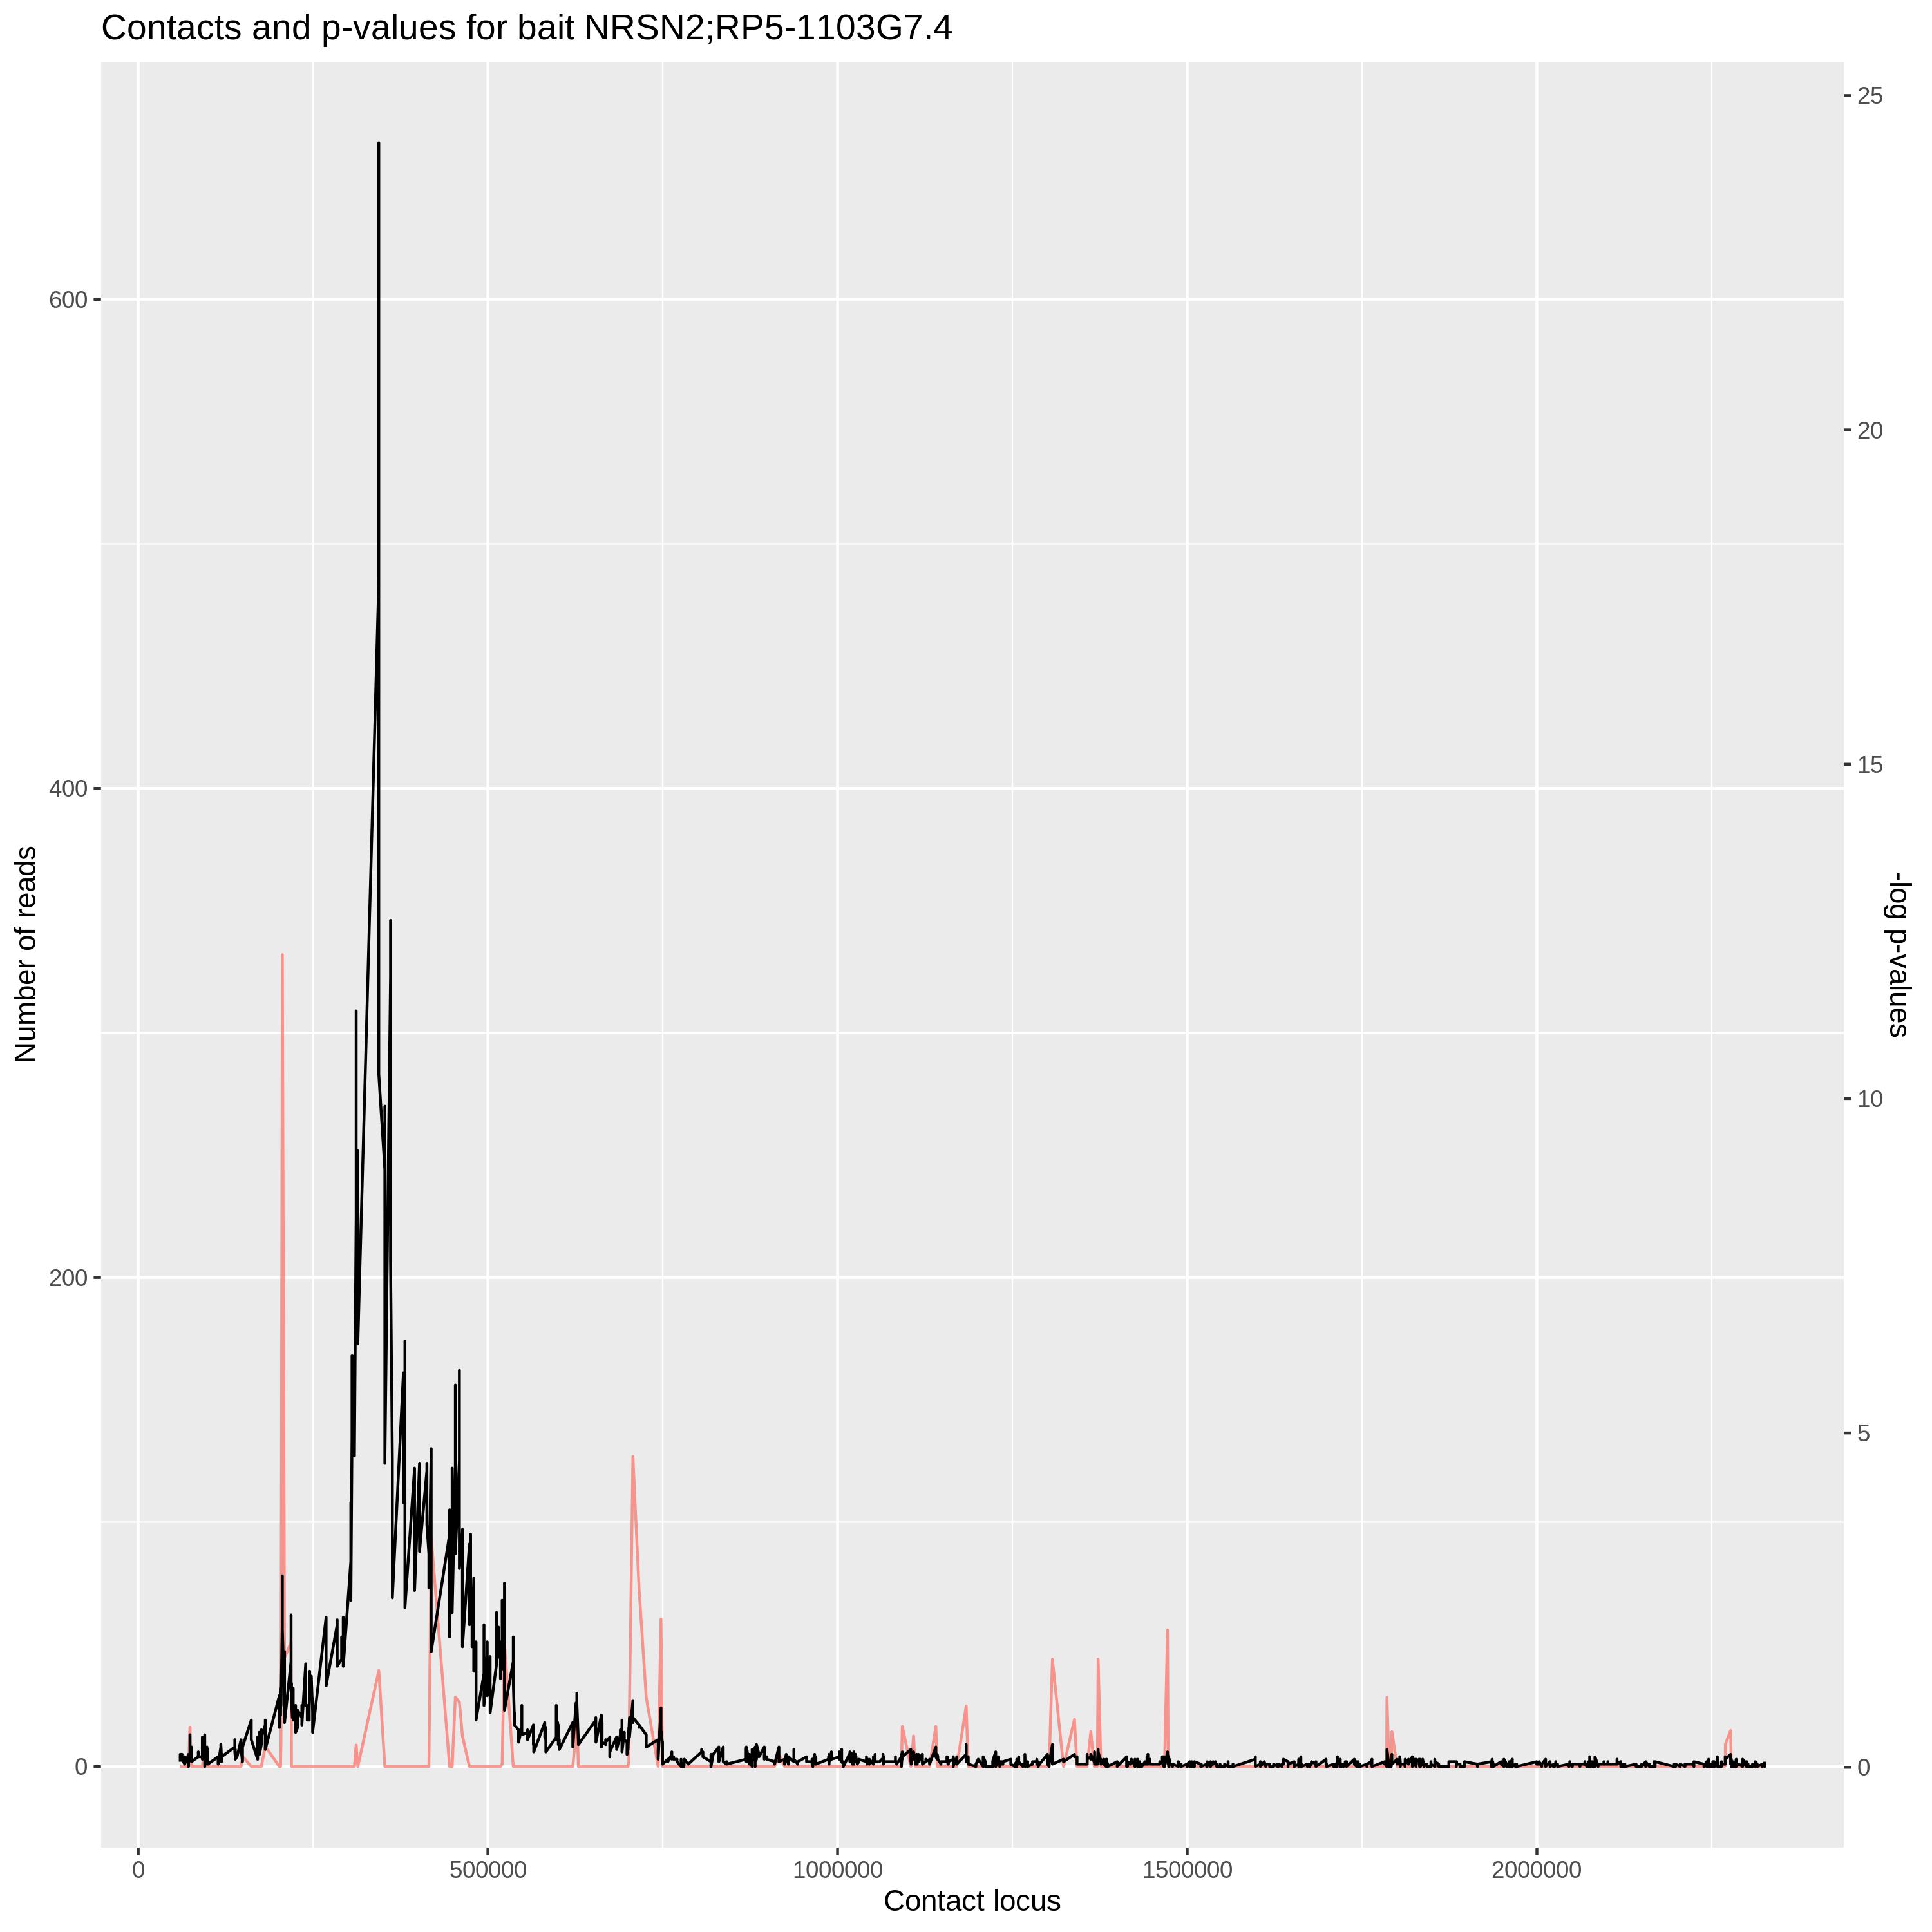 Contacts and p-values for bait NRSN2;RP5-1103G7.4
Number of reads
600
400
200
0
25
20
15
10
5
0
-log p-values
0 500000 1000000 1500000 2000000
Contact locus